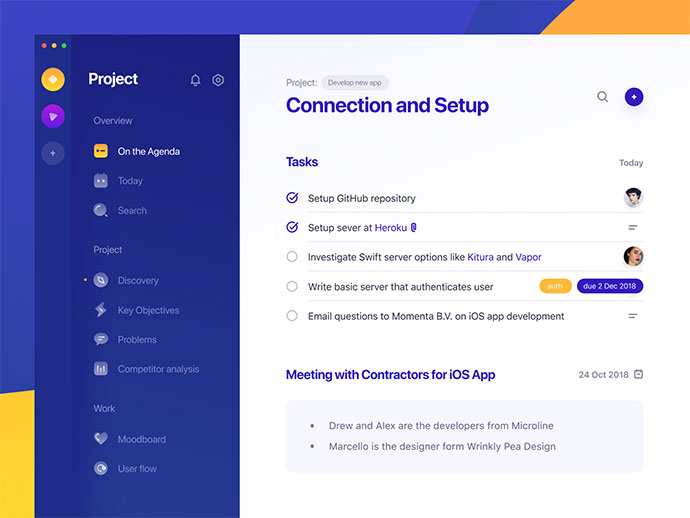 Project
Overview
On the Agenda
Today
Search
Project
Discovery
Key Objectives
Problems
Competitor analysis
Work
Moodboard
User flow
Project: Develop new app
Connection and Setup
Tasks
Today
Setup GitHub repository
Setup sever at Heroku
Investigate Swift server options like Kitura and Vapor
Write basic server that authenticates user
auth
due 2 Dec 2018
Email questions to Momenta B.V. on iOS app development
Meeting with Contractors for iOS App
24 Oct 2018
• Drew and Alex are the developers from Microline
• Marcello is the designer form Wrinkly Pea Design